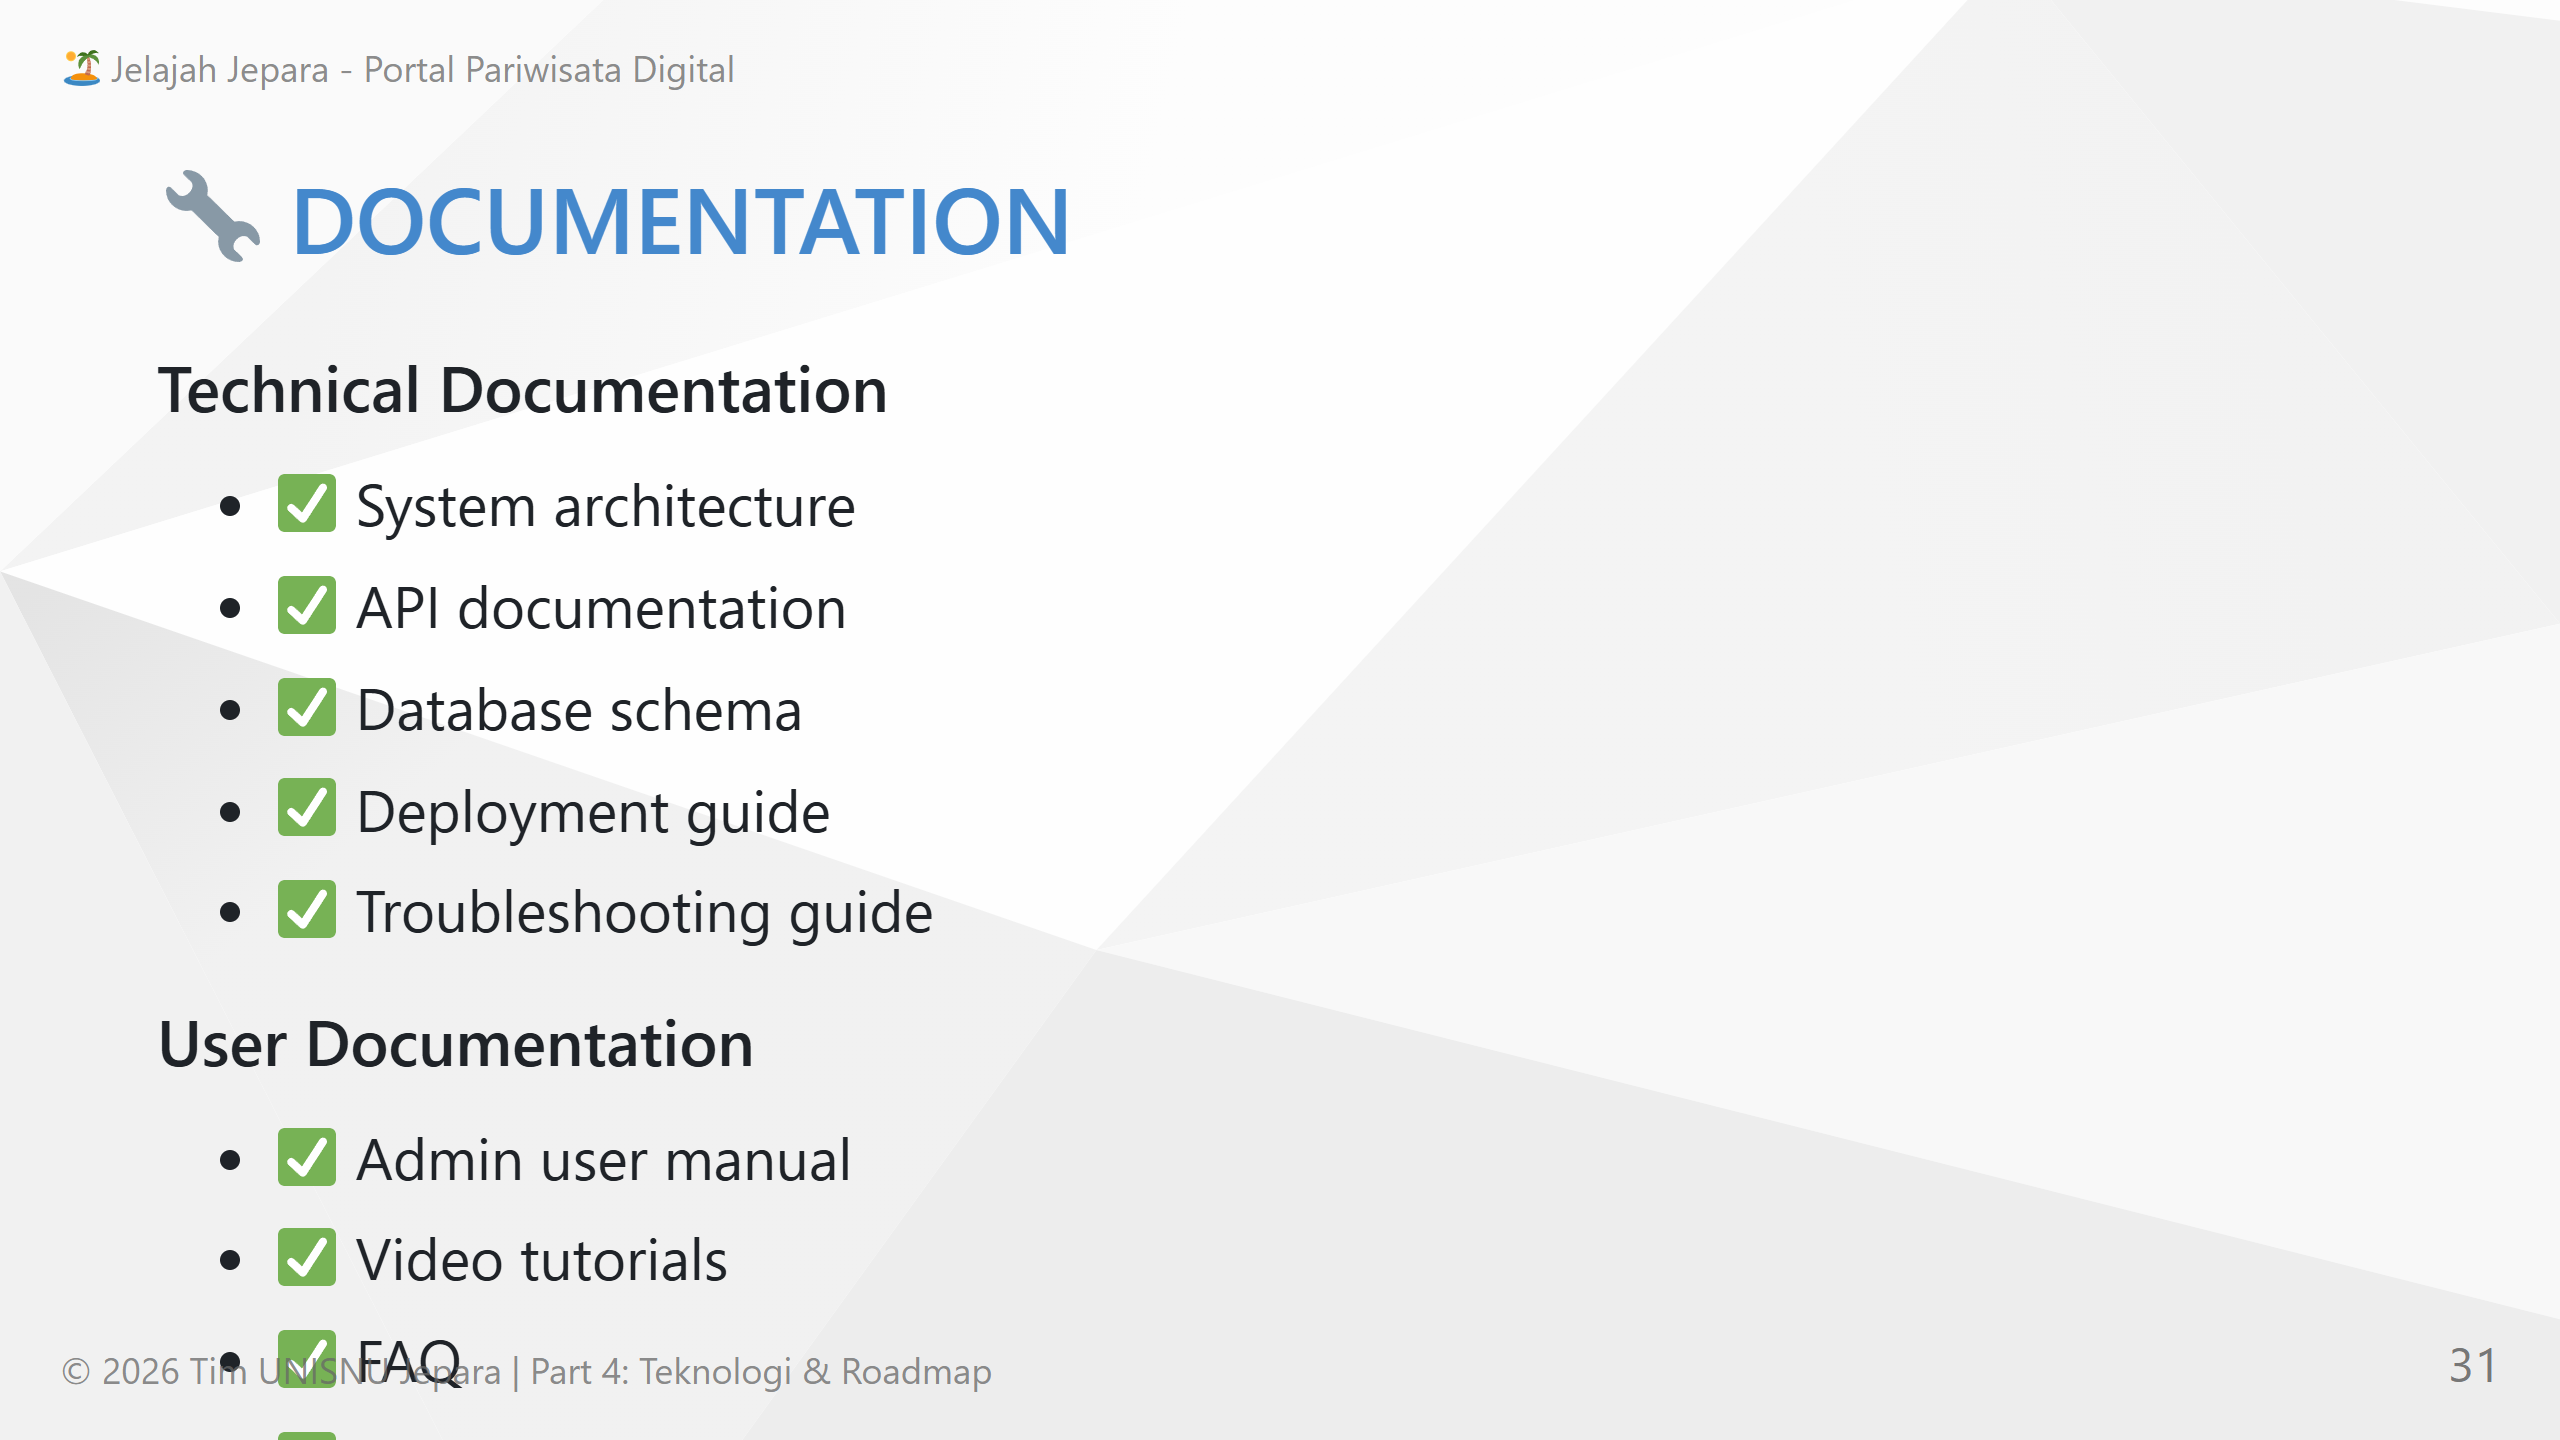 Jelajah Jepara - Portal Pariwisata Digital
DOCUMENTATION
Technical Documentation
• ✅ System architecture
• ✅ API documentation
• ✅ Database schema
• ✅ Deployment guide
• ✅ Troubleshooting guide
User Documentation
• ✅ Admin user manual
• ✅ Video tutorials
• ✅ FAQ
© 2026 Tim UNISNU Jepara | Part 4: Teknologi & Roadmap
31